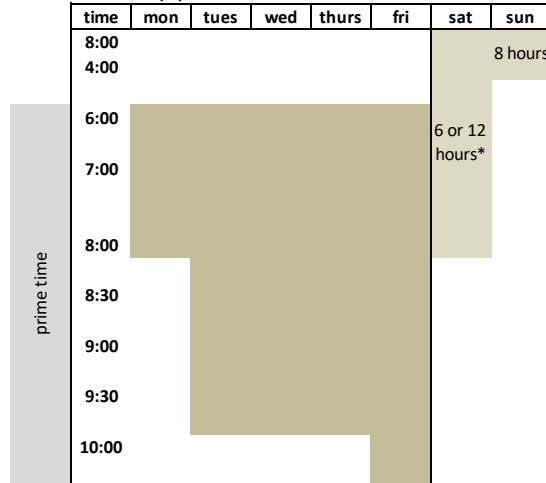 time mon tues wed thurs fri sat sun
8:00
8 hours
4:00
6:00
6 or 12
hours*
7:00
8:00
prime time
8:30
9:00
9:30
10:00